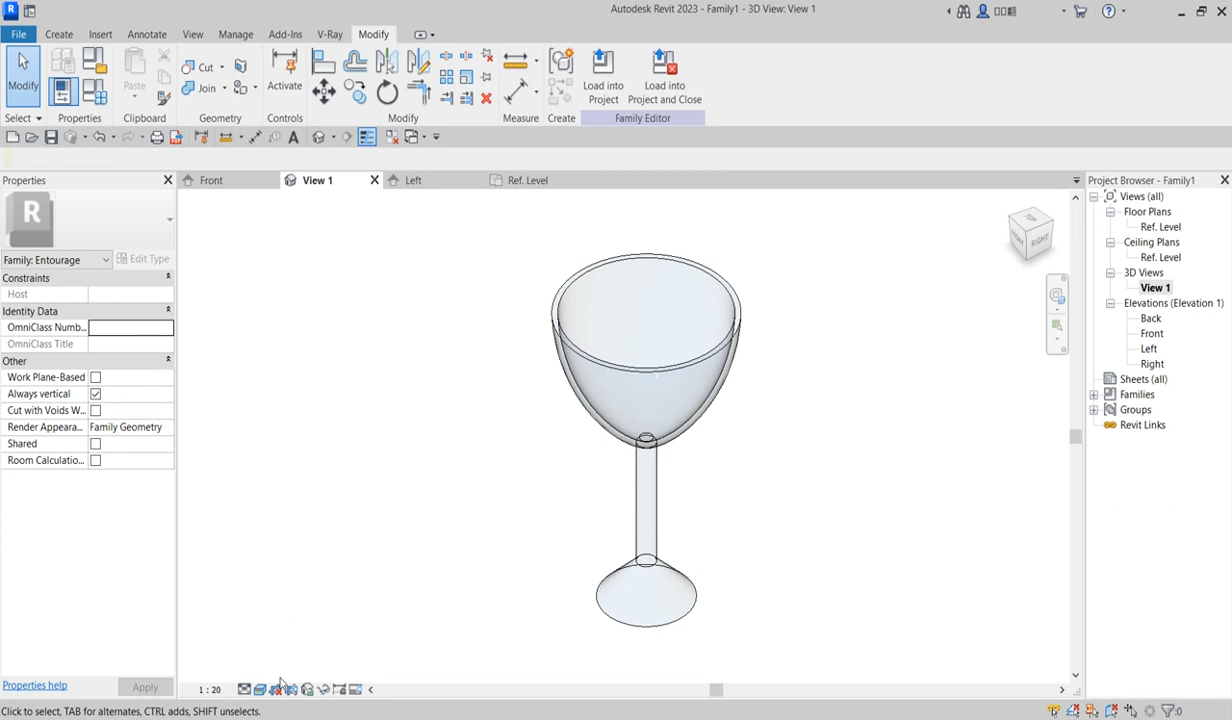 Autodesk Revit 2023 - Family1 - 3D View: View 1
File Create Insert Annotate View Manage Add-Ins V-Ray Modify
Modify
Paste
Cut
Join
Activate
Load into
Project
Load into
Project and Close
Select Properties Clipboard Geometry Controls Modify Measure Create Family Editor
Properties
Front View 1 Left Ref. Level
Project Browser - Family1
R
Family: Entourage
Edit Type
Constraints
Host
Identity Data
OmniClass Numb...
OmniClass Title
Other
Work Plane-Based
Always vertical
Cut with Voids W...
Render Appeara... Family Geometry
Shared
Room Calculatio...
Properties help
Apply
TOP
FRONT
RIGHT
Views (all)
Floor Plans
Ref. Level
Ceiling Plans
Ref. Level
3D Views
View 1
Elevations (Elevation 1)
Back
Front
Left
Right
Sheets (all)
Families
Groups
Revit Links
1 : 20
Click to select, TAB for alternates, CTRL adds, SHIFT unselects.
:0